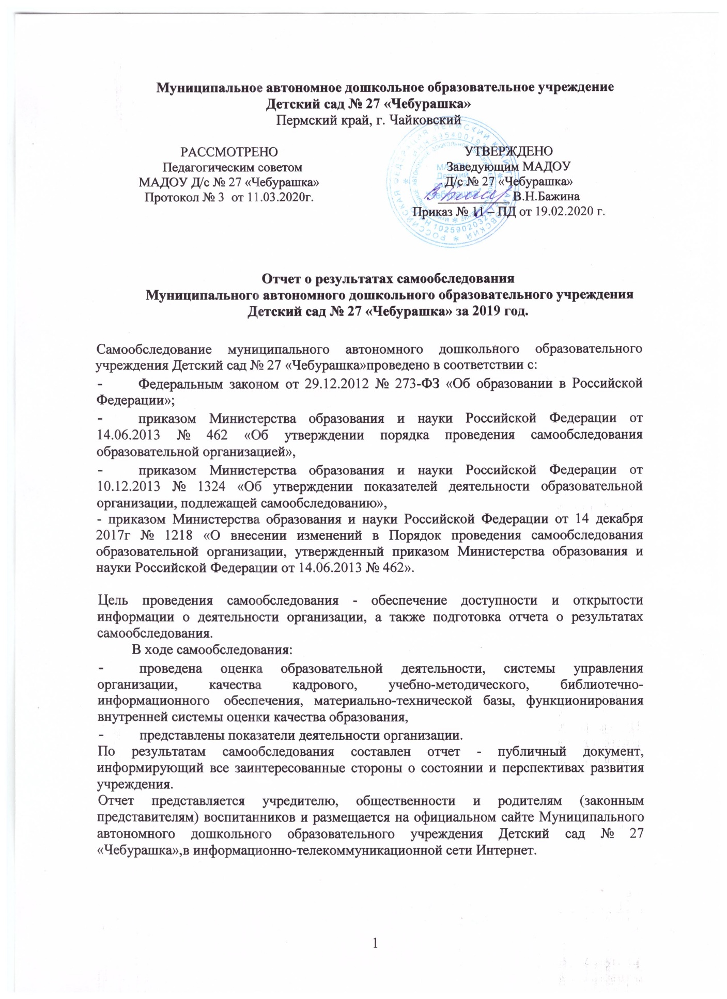 Муниципальное автономное дошкольное образовательное учреждение
Детский сад № 27 «Чебурашка»
Пермский край, г. Чайковский
РАССМОТРЕНО
Педагогическим советом
МАДОУ Д/с № 27 «Чебурашка»
Протокол № 3 от 11.03.2020г.
УТВЕРЖДЕНО
Заведующим МАДОУ
Д/с № 27 «Чебурашка»
В.Н.Бажина
Приказ № 11 – ПД от 19.02.2020 г.
Отчет о результатах самообследования
Муниципального автономного дошкольного образовательного учреждения
Детский сад № 27 «Чебурашка» за 2019 год.
Самообследование муниципального автономного дошкольного образовательного
учреждения Детский сад № 27 «Чебурашка»проведено в соответствии с:
- Федеральным законом от 29.12.2012 № 273-ФЗ «Об образовании в Российской
Федерации»;
- приказом Министерства образования и науки Российской Федерации от
14.06.2013 № 462 «Об утверждении порядка проведения самообследования
образовательной организацией»,
- приказом Министерства образования и науки Российской Федерации от
10.12.2013 № 1324 «Об утверждении показателей деятельности образовательной
организации, подлежащей самообследованию»,
- приказом Министерства образования и науки Российской Федерации от 14 декабря
2017г № 1218 «О внесении изменений в Порядок проведения самообследования
образовательной организации, утвержденный приказом Министерства образования и
науки Российской Федерации от 14.06.2013 № 462».
Цель проведения самообследования - обеспечение доступности и открытости
информации о деятельности организации, а также подготовка отчета о результатах
самообследования.
В ходе самообследования:
- проведена оценка образовательной деятельности, системы управления
организации, качества кадрового, учебно-методического, библиотечно-
информационного обеспечения, материально-технической базы, функционирования
внутренней системы оценки качества образования,
- представлены показатели деятельности организации.
По результатам самообследования составлен отчет - публичный документ,
информирующий все заинтересованные стороны о состоянии и перспективах развития
учреждения.
Отчет представляется учредителю, общественности и родителям (законным
представителям) воспитанников и размещается на официальном сайте Муниципального
автономного дошкольного образовательного учреждения Детский сад № 27
«Чебурашка»,в информационно-телекоммуникационной сети Интернет.
1